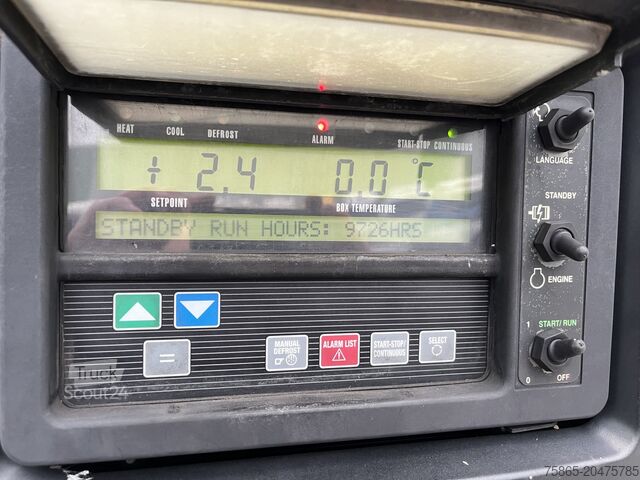 HEAT COOL DEFROST ALARM START-STOP CONTINUOUS
+ 2.4 0.0 °C
SETPOINT BOX TEMPERATURE
STANDBY RUN HOURS: 9726HRS
LANGUAGE
STANDBY
ENGINE
1 START/RUN
0 OFF
=
MANUAL DEFROST
ALARM LIST
START-STOP/ CONTINUOUS
SELECT
Truck
Scout24
75865-20475785